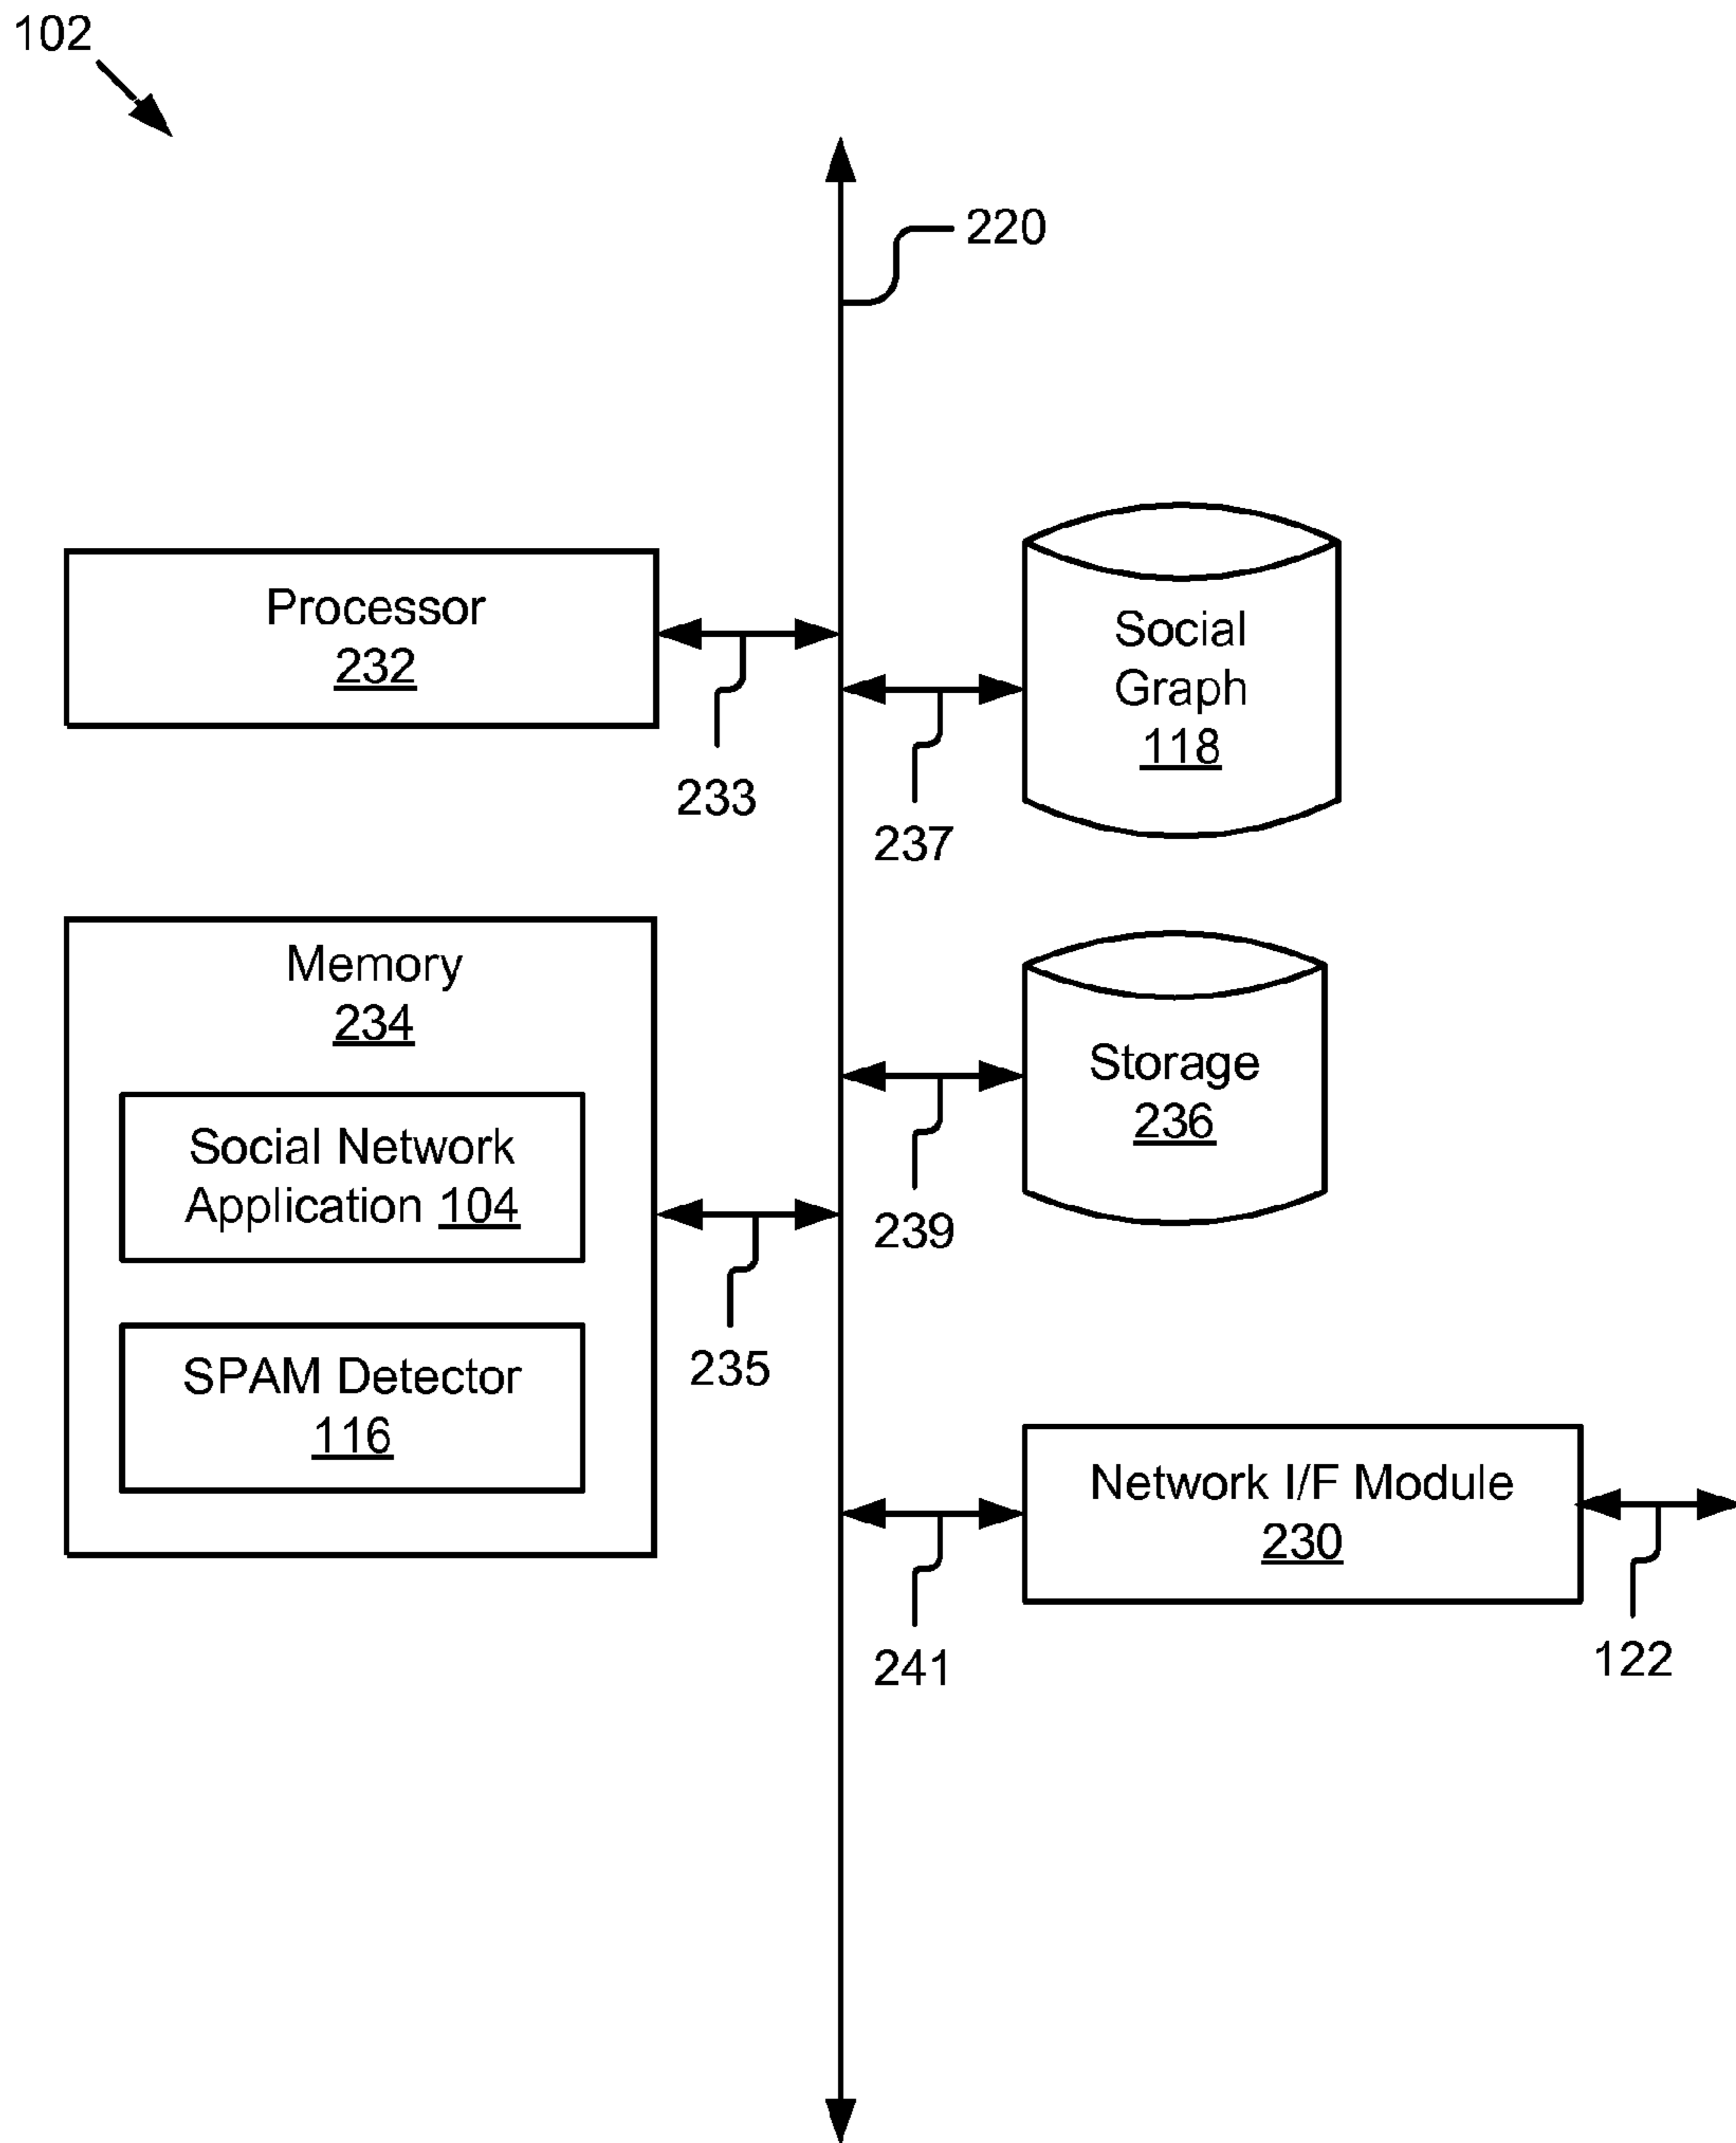 102
220
Processor
232
233
Social
Graph
118
237
Memory
234
Social Network
Application 104
SPAM Detector
116
235
Storage
236
239
Network I/F Module
230
241
122